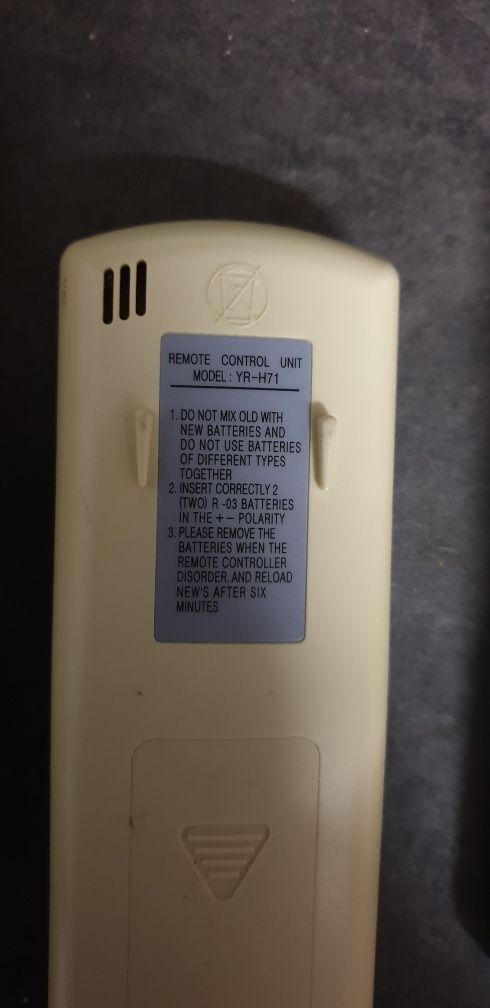 REMOTE CONTROL UNIT
MODEL : YR-H71
1. DO NOT MIX OLD WITH
NEW BATTERIES AND
DO NOT USE BATTERIES
OF DIFFERENT TYPES
TOGETHER
2. INSERT CORRECTLY 2
(TWO) R -03 BATTERIES
IN THE + - POLARITY
3. PLEASE REMOVE THE
BATTERIES WHEN THE
REMOTE CONTROLLER
DISORDER.AND RELOAD
NEW'S AFTER SIX
MINUTES